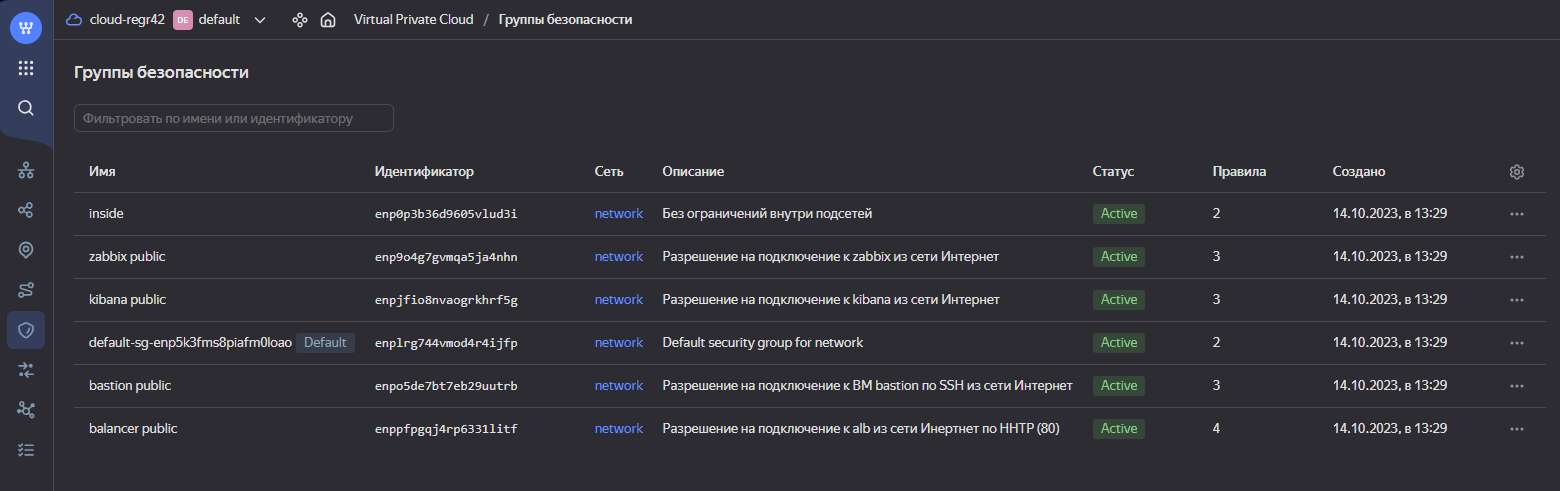 cloud-regr42 DE default Virtual Private Cloud / Группы безопасности
Группы безопасности
Фильтровать по имени или идентификатору
Имя Идентификатор Сеть Описание Статус Правила Создано
inside enp0p3b36d9605vlud3i network Без ограничений внутри подсетей Active 2 14.10.2023, в 13:29
zabbix public enp9o4g7gvmqa5ja4nhn network Разрешение на подключение к zabbix из сети Интернет Active 3 14.10.2023, в 13:29
kibana public enpjfio8nvaogrkhrf5g network Разрешение на подключение к kibana из сети Интернет Active 3 14.10.2023, в 13:29
default-sg-enp5k3fms8piafm0loao Default enplrg744vmod4r4ijfp network Default security group for network Active 2 14.10.2023, в 13:29
bastion public enpo5de7bt7eb29uutrb network Разрешение на подключение к ВМ bastion по SSH из сети Интернет Active 3 14.10.2023, в 13:29
balancer public enppfpgqj4rp6331litf network Разрешение на подключение к alb из сети Инертнет по HHTP (80) Active 4 14.10.2023, в 13:29